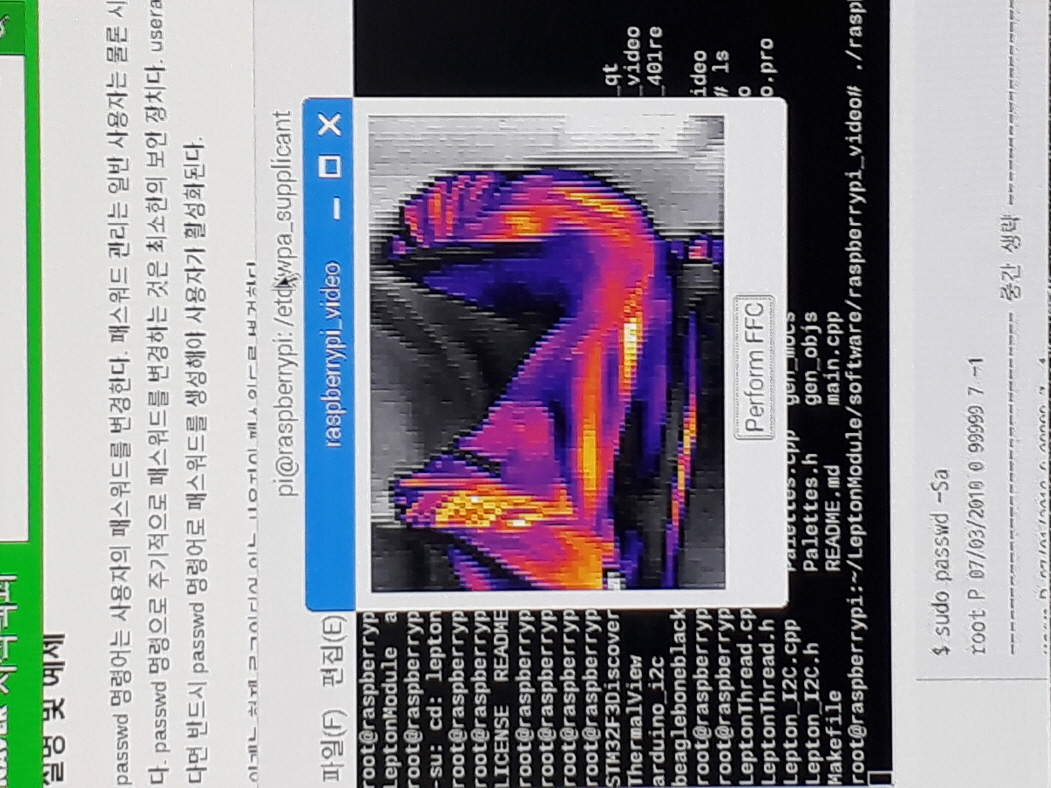 설명 및 예제
passwd 명령어는 사용자의 패스워드를 변경한다. 패스워드 관리는 일반 사용자는 물론 시
다. passwd 명령으로 주기적으로 패스워드를 변경하는 것은 최소한의 보안 장치다. usera
다면 반드시 passwd 명령어로 패스워드를 생성해야 사용자가 활성화된다.
pi@raspberrypi: /etc/wpa_supplicant
파일(F) 편집(E)
raspberrypi_video
Perform FFC
root@raspberryp
LeptonModule a
root@raspberryp
-su: cd: lepton
root@raspberryp
root@raspberryp
LICENSE README
root@raspberryp
root@raspberryp
root@raspberryp
root@raspberryp
STM32F3Discover _qt
ThermalView _video
arduino_i2c _401re
beagleboneblack
root@raspberryp ideo
root@raspberryp # ls
LeptonThread.cp o
LeptonThread.h o.pro
Lepton_I2C.cpp Palettes.cpp gen_mocs
Lepton_I2C.h Palettes.h gen_objs
Makefile README.md main.cpp
root@raspberrypi:~/LeptonModule/software/raspberrypi_video# ./rasp
$ sudo passwd -Sa
root P 07/03/2010 0 99999 7 -1
---------- 중간 생략 ----------